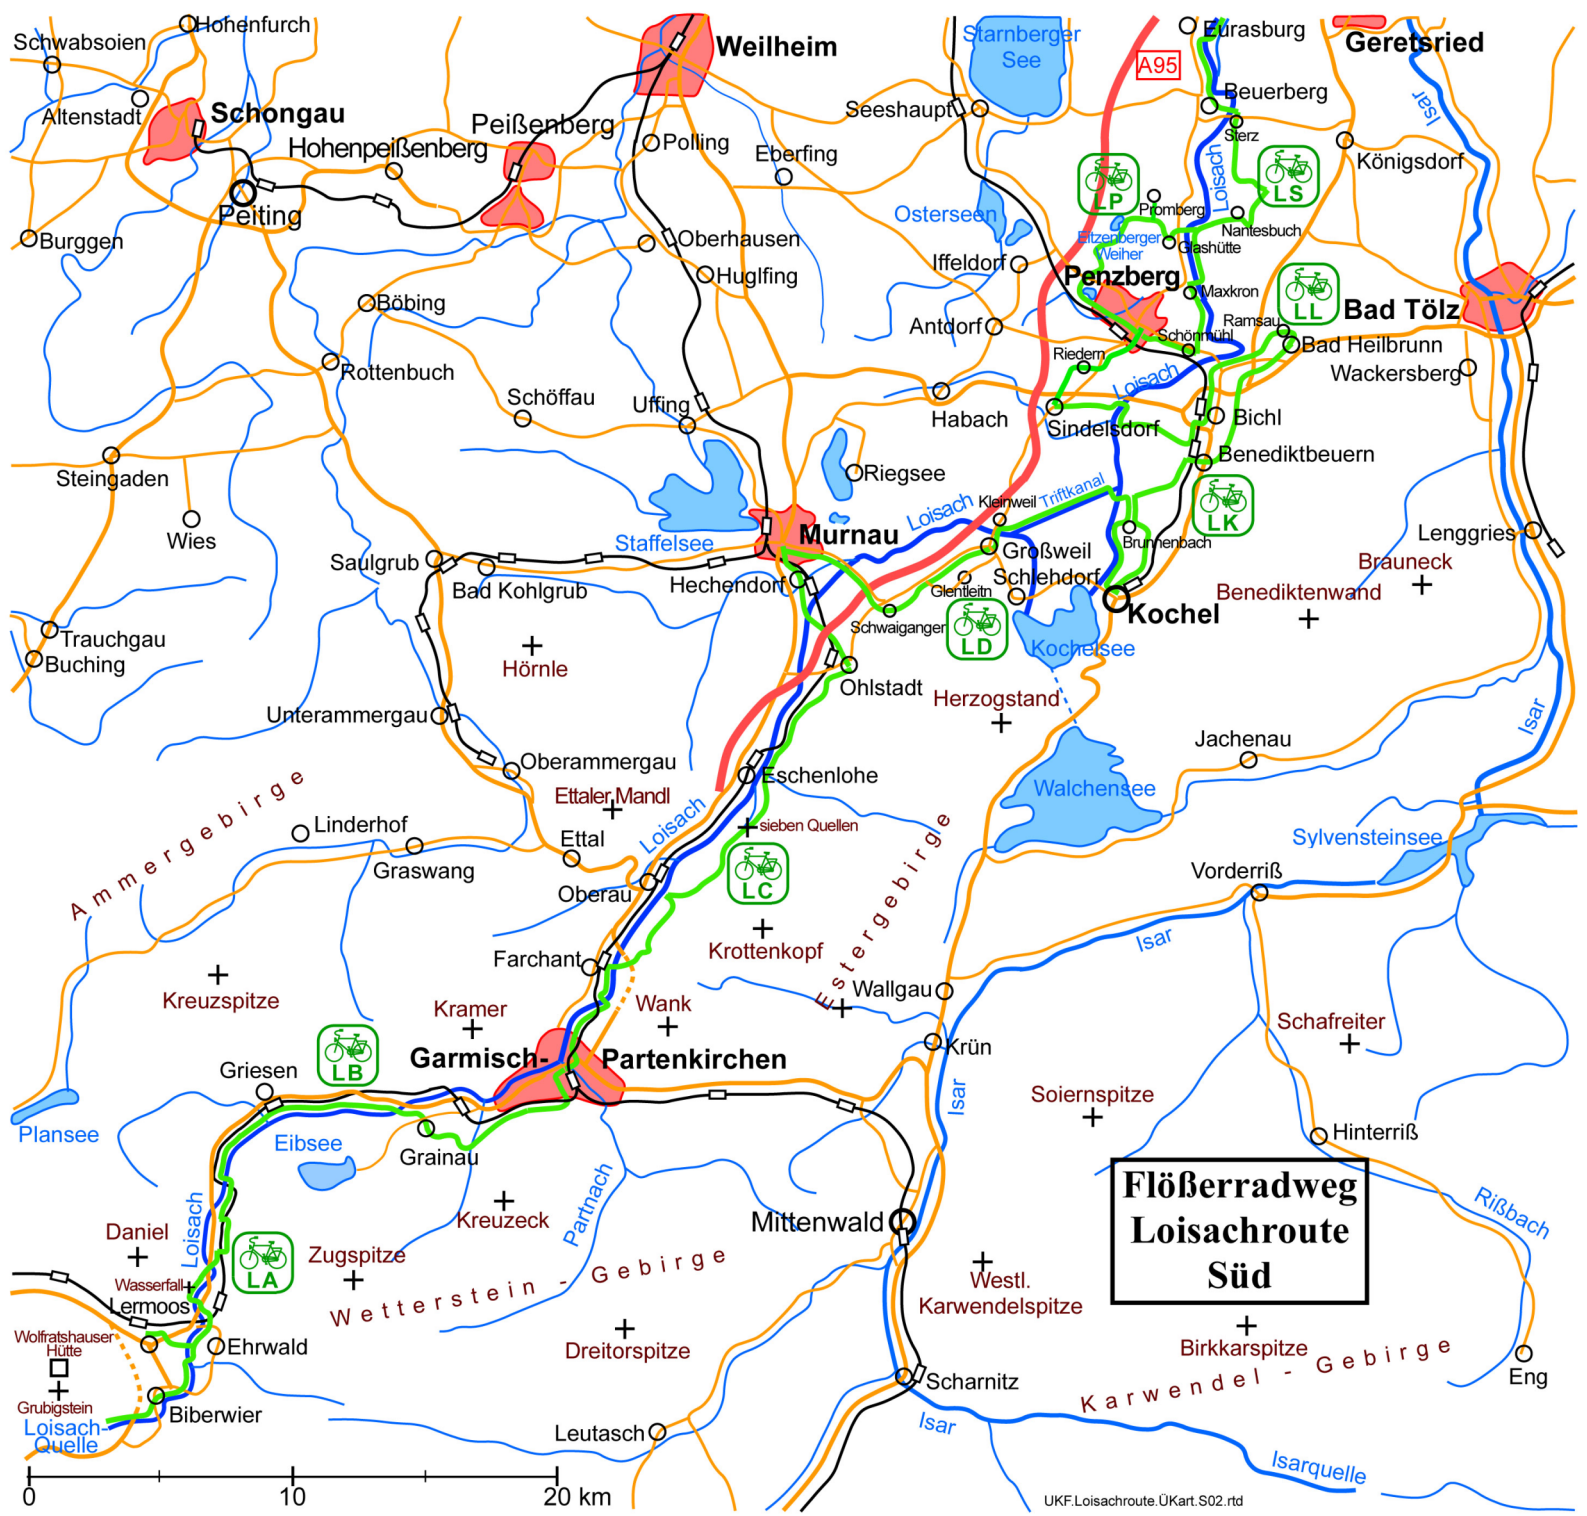 Hohenfurch
Schwabsoien
Altenstadt
Schongau
Hohenpeißenberg
Peißenberg
Peiting
Burggen
Weilheim
Polling
Eberfing
Oberhausen
Huglfing
Böbing
Rottenbuch
Schöffau
Uffing
Steingaden
Wies
Starnberger
See
Seeshaupt
A95
Eurasburg
Beuerberg
Sterz
Geretsried
Isar
Königsdorf
Loisach
LP
LS
Promberg
Nantesbuch
Osterseen
Eitzenberger
Weiher
Glashütte
Iffeldorf
Penzberg
Maxkron
LL
Ramsau
Bad Tölz
Antdorf
Schönmühl
Bad Heilbrunn
Riedern
Wackersberg
Loisach
Habach
Sindelsdorf
Bichl
Benediktbeuern
Riegsee
LK
Kleinweil
Triftkanal
Loisach
Staffelsee
Murnau
Großweil
Brunnenbach
Lenggries
Brauneck
Benediktenwand
Saulgrub
Bad Kohlgrub
Hechendorf
Glentleitn
Schlehdorf
Kochel
Schwaiganger
LD
Kochelsee
Trauchgau
Buching
Hörnle
Ohlstadt
Herzogstand
Unterammergau
Isar
Jachenau
Oberammergau
Eschenlohe
Ettaler Mandl
Walchensee
Ammergebirge
Linderhof
Ettal
Loisach
sieben Quellen
Graswang
LC
Oberau
Sylvensteinsee
Vorderriß
Estergebirge
Krottenkopf
Farchant
Isar
Kreuzspitze
Kramer
Wank
Wallgau
Krün
Schafreiter
LB
Garmisch-
Partenkirchen
Griesen
Isar
Soiernspitze
Plansee
Eibsee
Grainau
Hinterriß
Loisach
Partnach
Kreuzeck
Mittenwald
Flößerradweg
Loisachroute
Süd
Rißbach
Daniel
LA
Zugspitze
Wasserfall
Lermoos
Wetterstein - Gebirge
Westl.
Karwendelspitze
Wolfratshauser
Hütte
Ehrwald
Dreitorspitze
Birkkarspitze
Karwendel - Gebirge
Eng
Grubigstein
Loisach-
Quelle
Biberwier
Scharnitz
Leutasch
Isar
Isarquelle
0
10
20 km
UKF.Loisachroute.ÜKart.S02.rtd